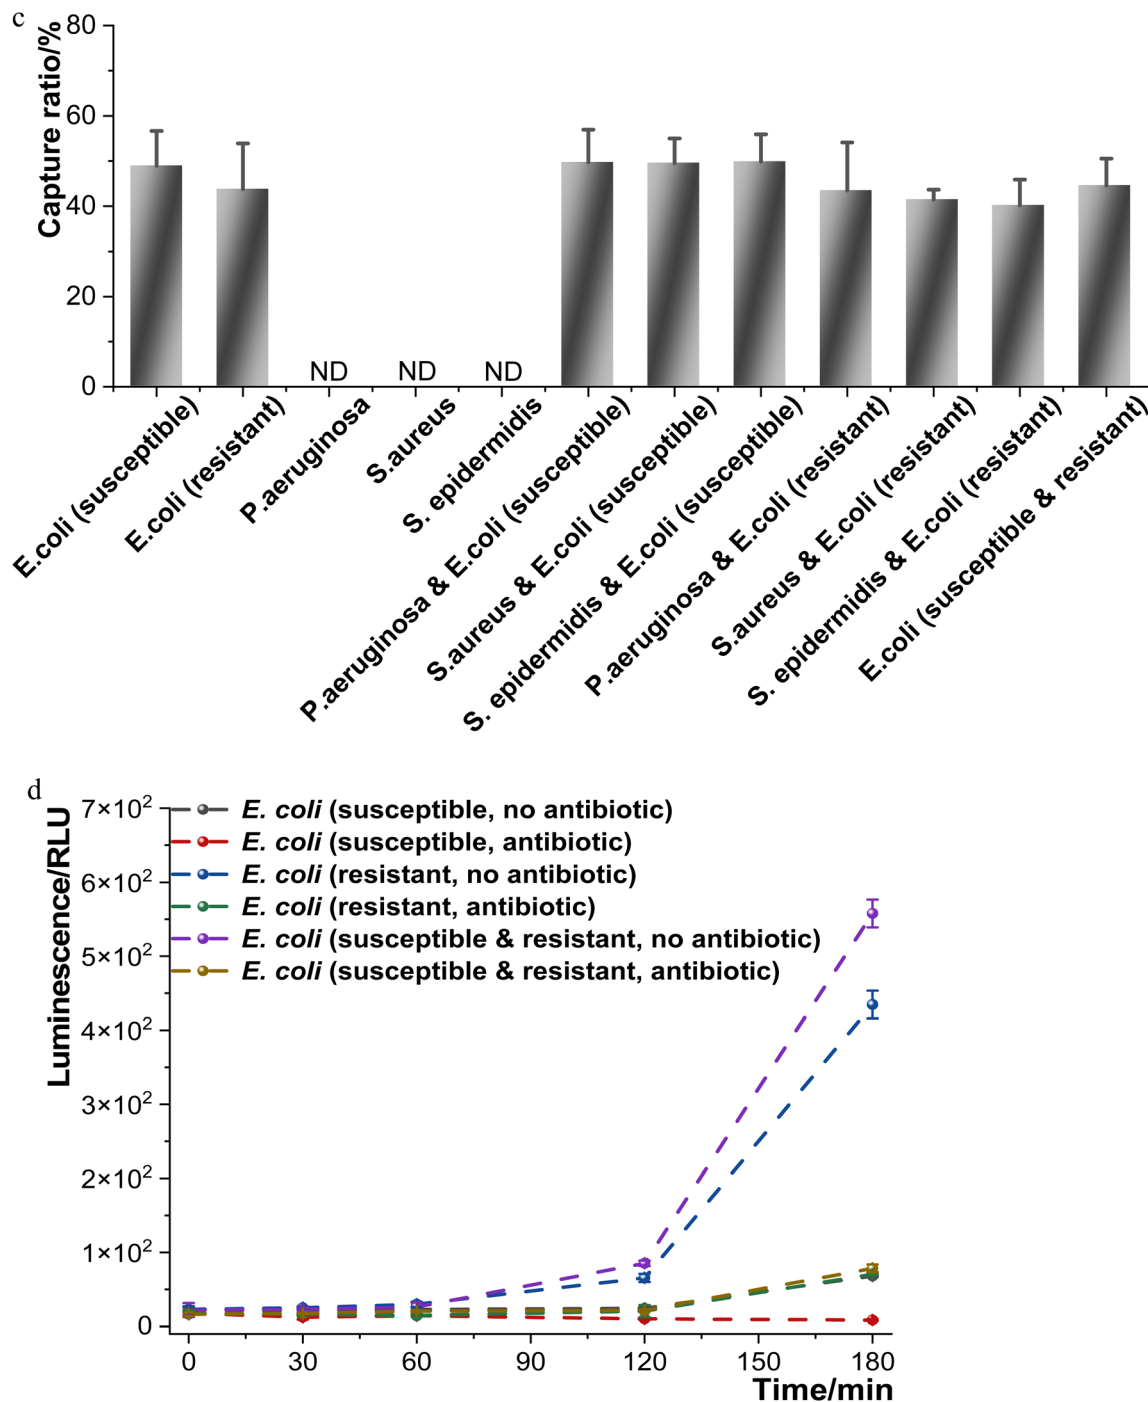 c
Capture ratio/%
80
60
40
20
0
ND
ND
ND
E.coli (susceptible)
E.coli (resistant)
P.aeruginosa
S.aureus
S. epidermidis
P.aeruginosa & E.coli (susceptible)
S.aureus & E.coli (susceptible)
S. epidermidis & E.coli (susceptible)
P.aeruginosa & E.coli (resistant)
S.aureus & E.coli (resistant)
S. epidermidis & E.coli (resistant)
E.coli (susceptible & resistant)
d
Luminescence/RLU
7×10²
6×10²
5×10²
4×10²
3×10²
2×10²
1×10²
0
E. coli (susceptible, no antibiotic)
E. coli (susceptible, antibiotic)
E. coli (resistant, no antibiotic)
E. coli (resistant, antibiotic)
E. coli (susceptible & resistant, no antibiotic)
E. coli (susceptible & resistant, antibiotic)
0 30 60 90 120 150 180
Time/min